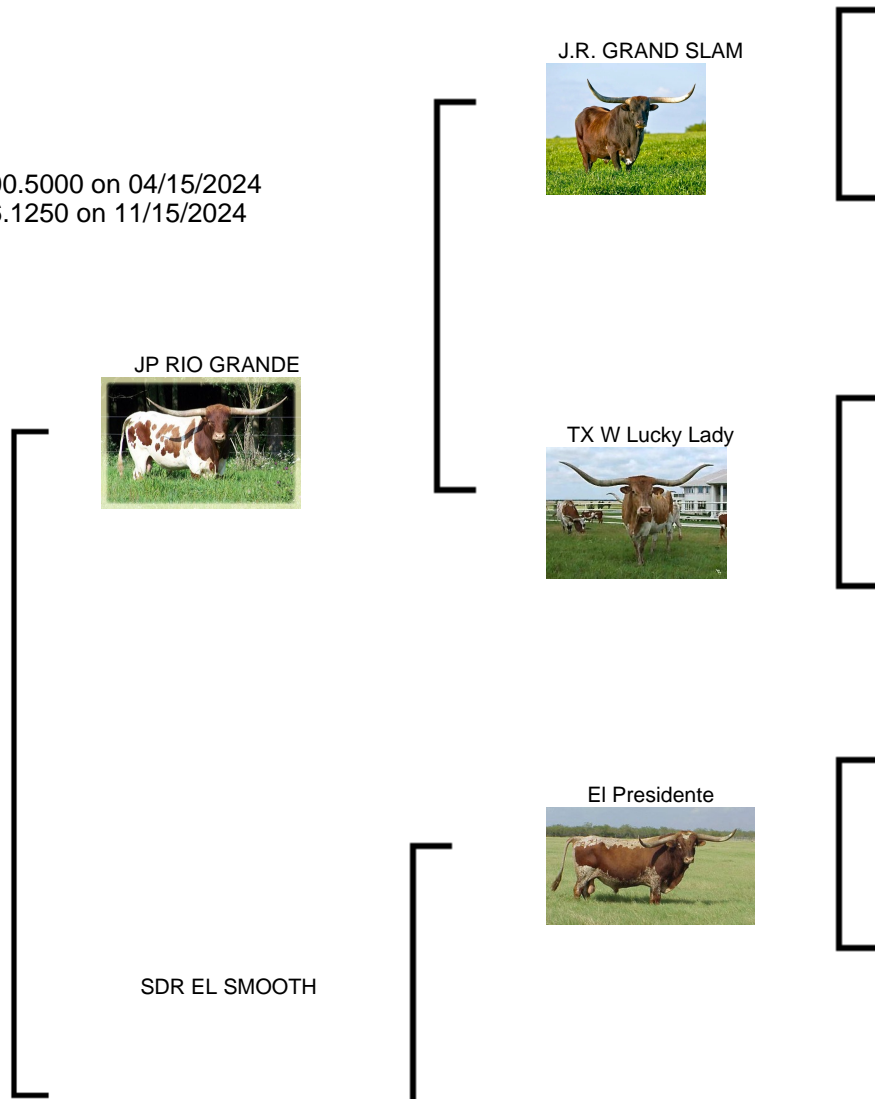 J.R. GRAND SLAM
0.5000 on 04/15/2024
.1250 on 11/15/2024
JP RIO GRANDE
TX W Lucky Lady
El Presidente
SDR EL SMOOTH